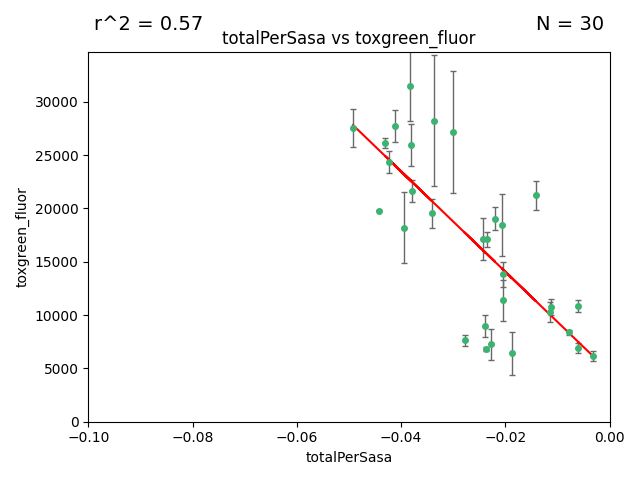 r^2 = 0.57
N = 30
totalPerSasa vs toxgreen_fluor
toxgreen_fluor
30000
25000
20000
15000
10000
5000
0
−0.10
−0.08
−0.06
−0.04
−0.02
0.00
totalPerSasa